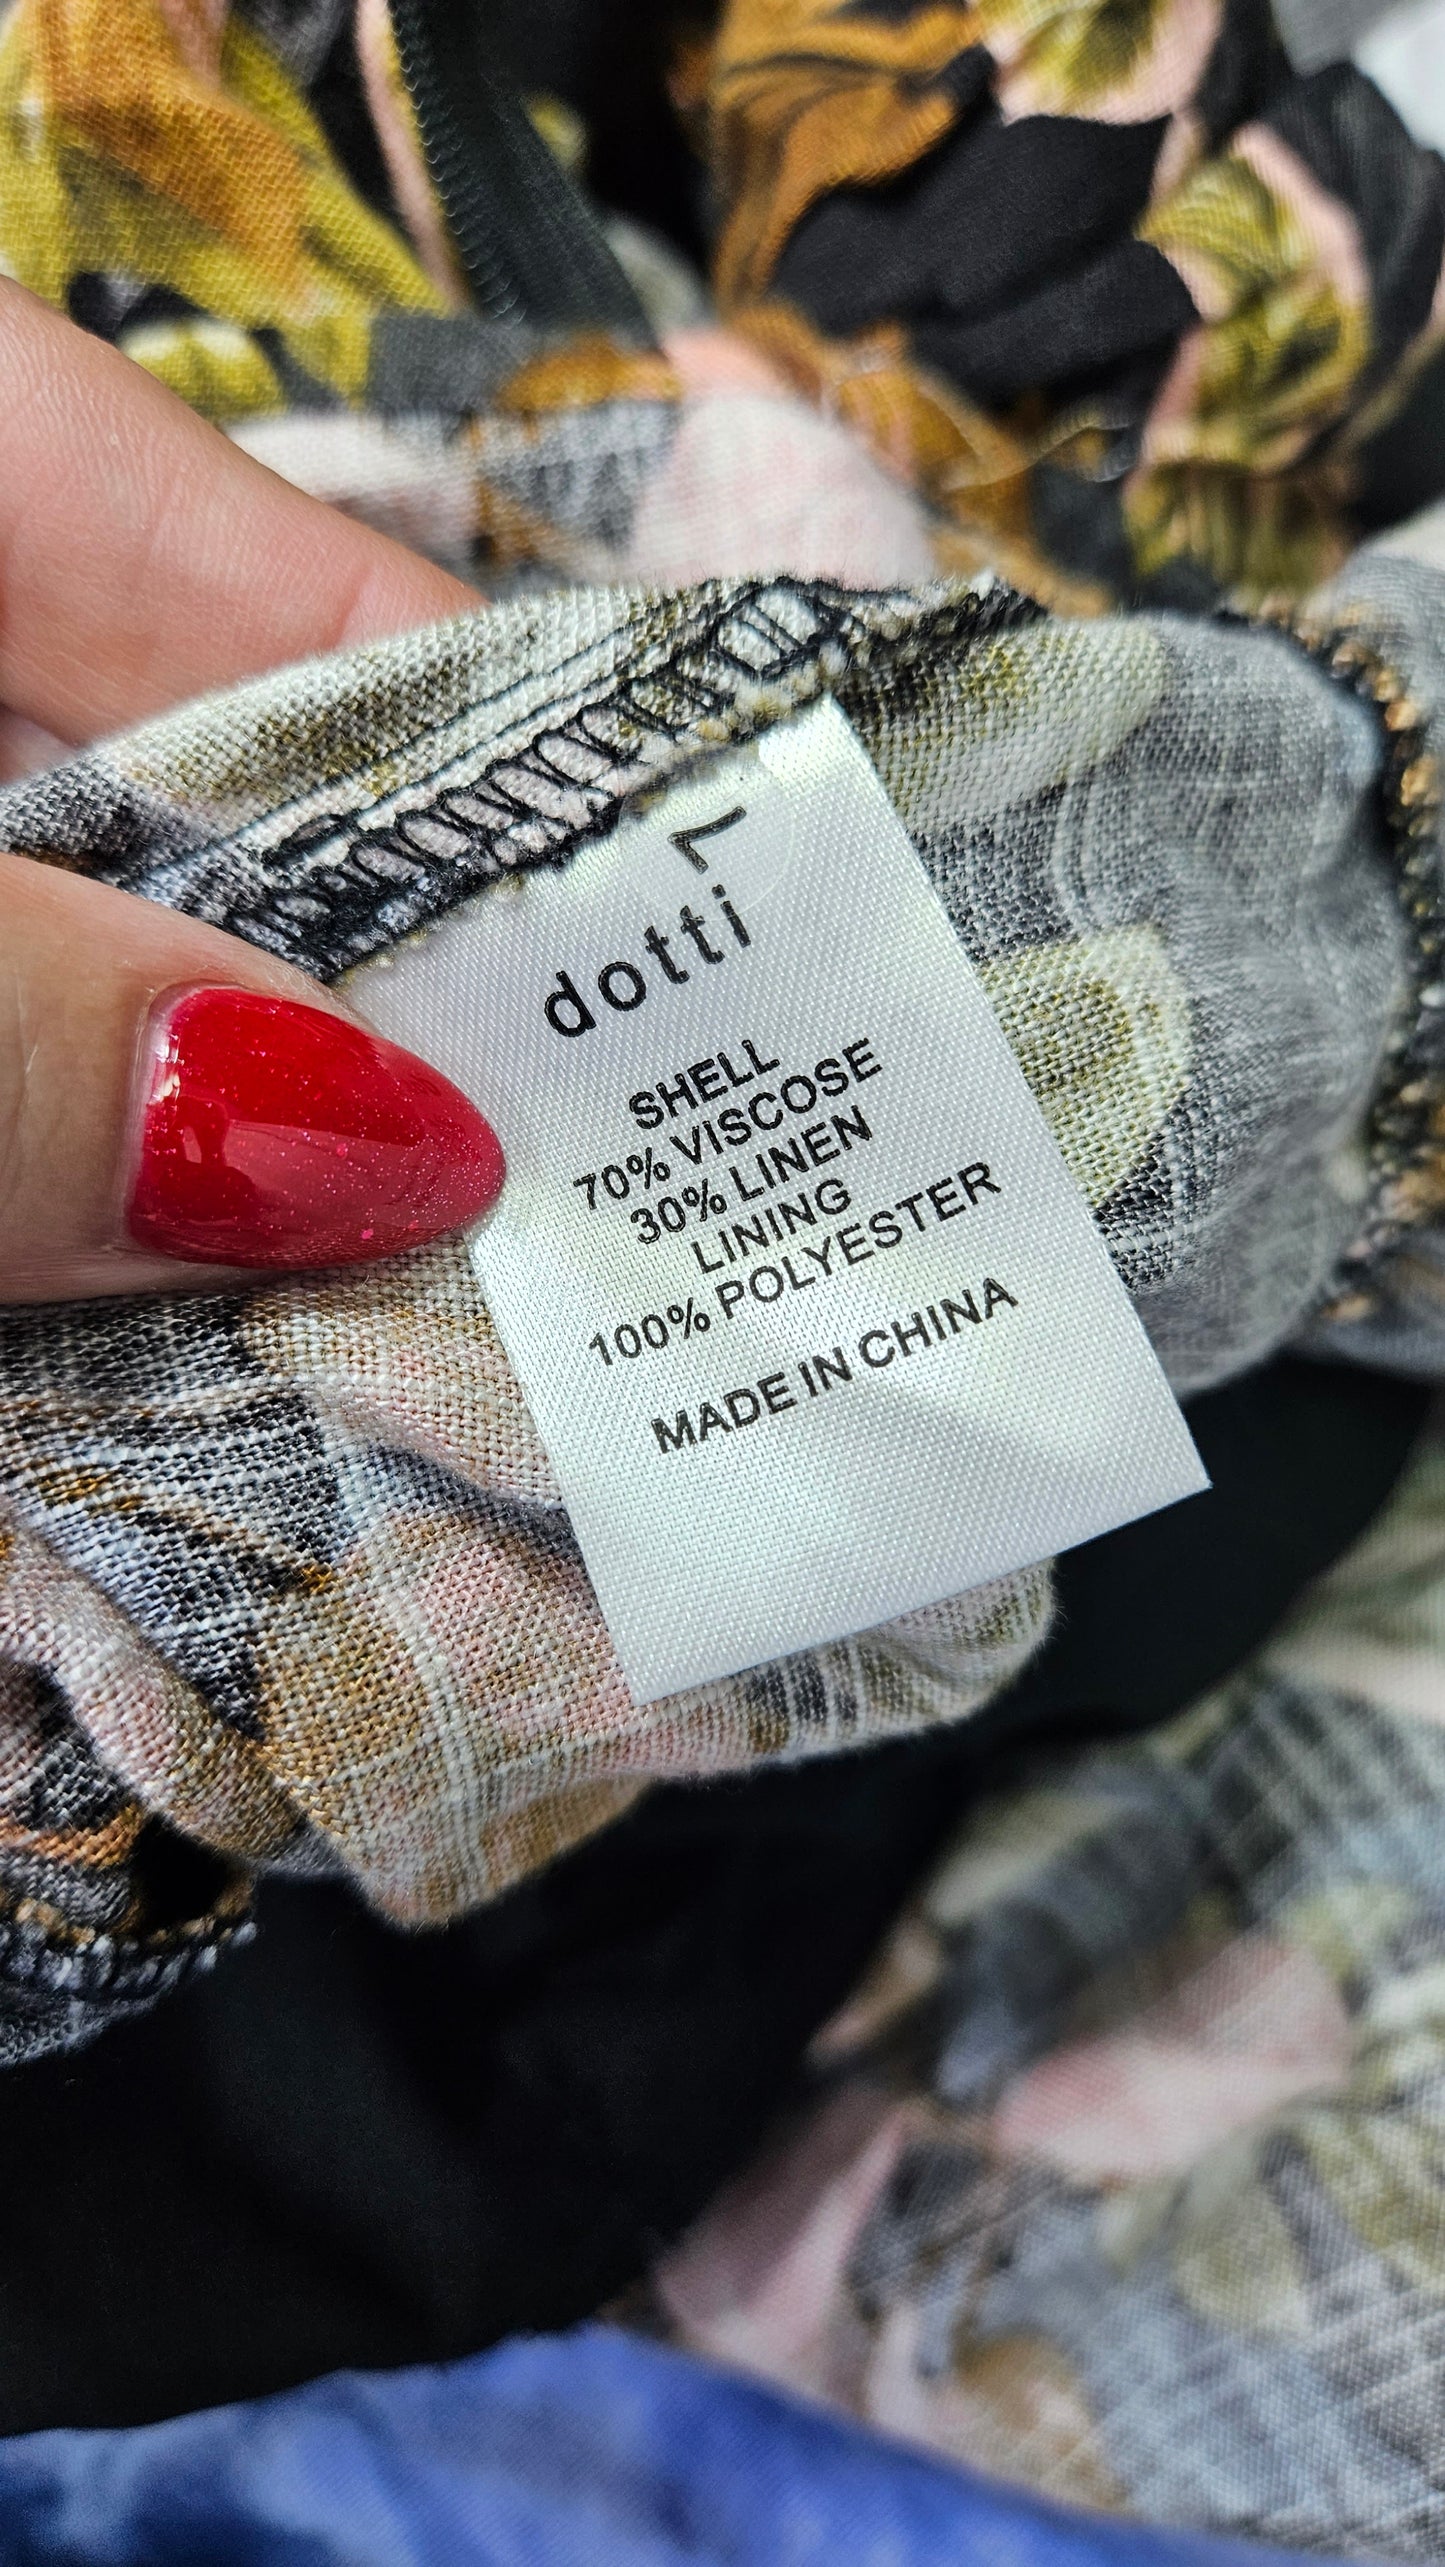 dotti
SHELL
70% VISCOSE
30% LINEN
LINING
100% POLYESTER
MADE IN CHINA